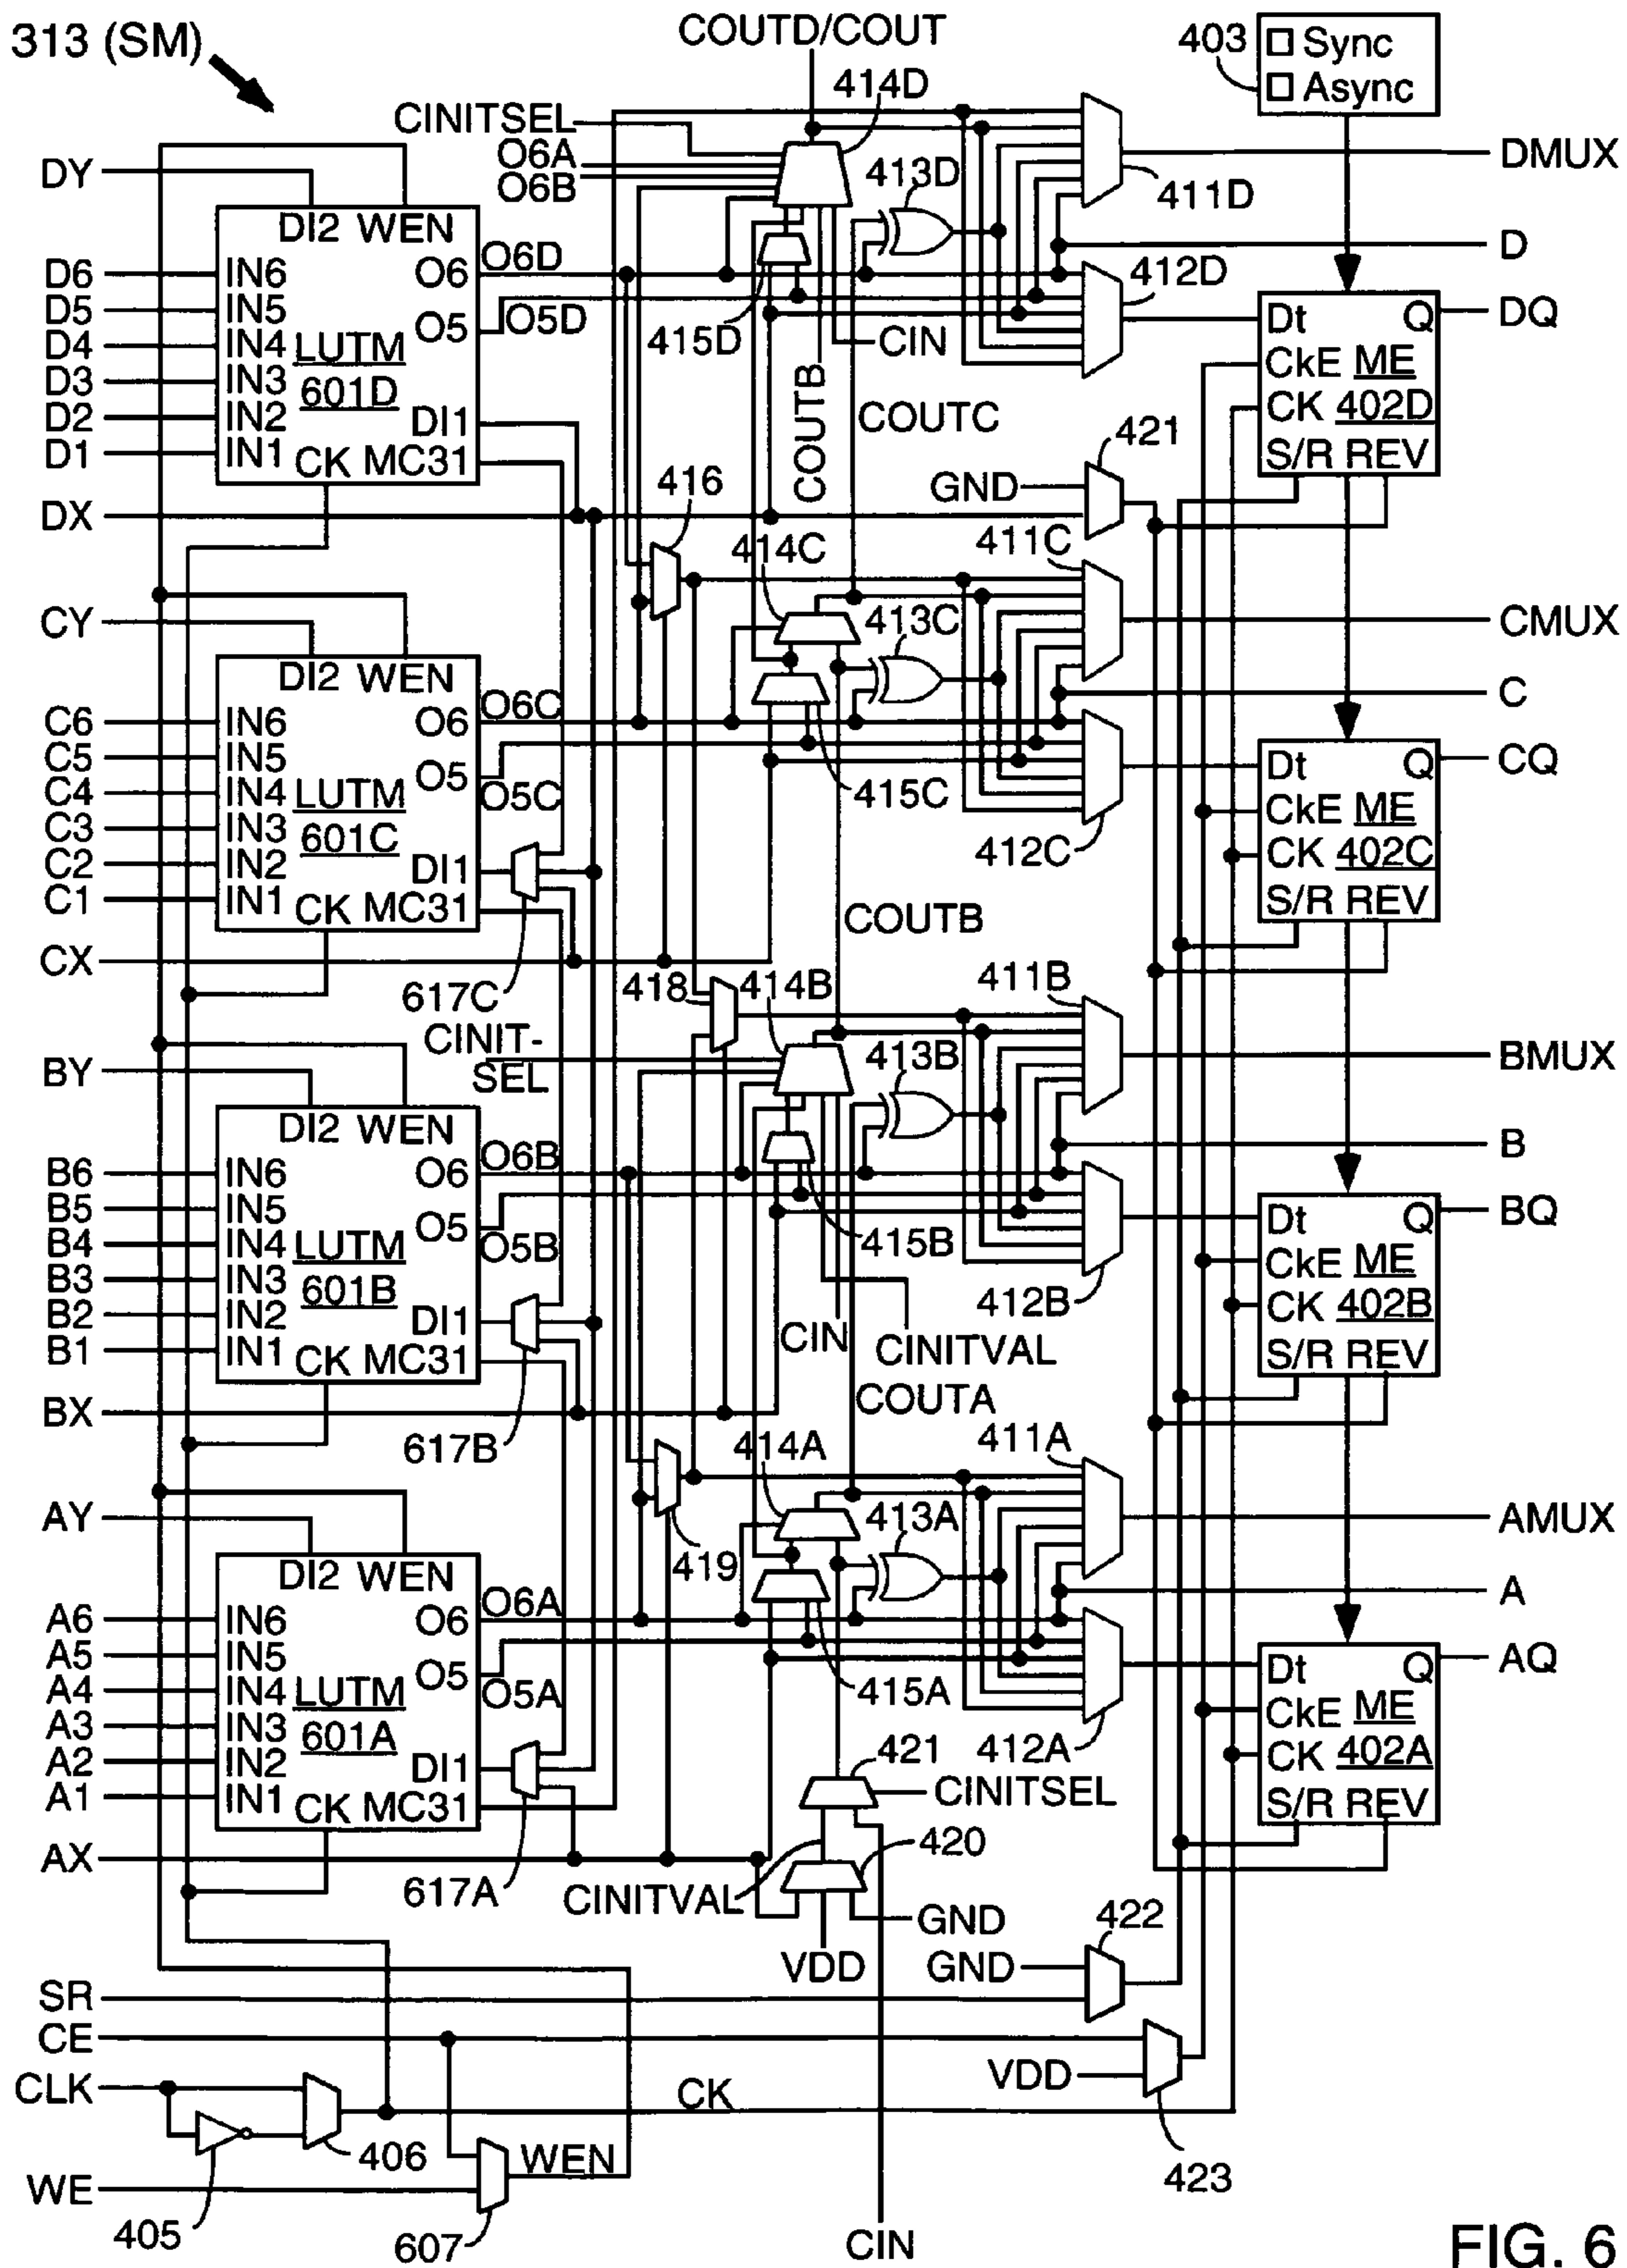 313 (SM)
COUTD/COUT
403
Sync
Async
414D
CINITSEL
O6A
O6B
413D
411D
DMUX
DY
DI2 WEN
D6
D5
D4
D3
D2
D1
IN6
IN5
IN4
IN3
IN2
IN1
LUTM
601D
O6
O5
DI1
CK MC31
O6D
O5D
415D
CIN
COUTB
COUTC
412D
D
Dt
Q
DQ
CkE ME
CK 402D
S/R REV
421
GND
DX
416
414C
411C
413C
CMUX
CY
DI2 WEN
C6
C5
C4
C3
C2
C1
IN6
IN5
IN4
IN3
IN2
IN1
LUTM
601C
O6
O5
DI1
CK MC31
O6C
O5C
415C
412C
C
Dt
Q
CQ
CkE ME
CK 402C
S/R REV
COUTB
CX
617C
418
414B
411B
CINIT-
SEL
413B
BMUX
BY
DI2 WEN
B6
B5
B4
B3
B2
B1
IN6
IN5
IN4
IN3
IN2
IN1
LUTM
601B
O6
O5
DI1
CK MC31
O6B
O5B
415B
412B
B
Dt
Q
BQ
CkE ME
CK 402B
S/R REV
CIN
CINITVAL
COUTA
BX
617B
414A
411A
413A
419
AMUX
AY
DI2 WEN
A6
A5
A4
A3
A2
A1
IN6
IN5
IN4
IN3
IN2
IN1
LUTM
601A
O6
O5
DI1
CK MC31
O6A
O5A
415A
412A
A
Dt
Q
AQ
CkE ME
CK 402A
S/R REV
421
CINITSEL
420
AX
617A
CINITVAL
GND
VDD
422
GND
SR
CE
VDD
CLK
CK
406
423
WEN
WE
405
607
CIN
FIG. 6